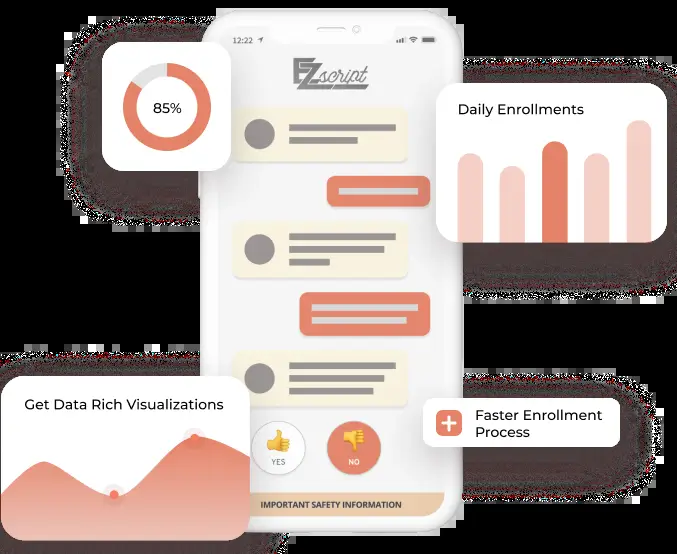 12:22
85%
EZscript
Daily Enrollments
Get Data Rich Visualizations
YES
NO
Faster Enrollment
Process
IMPORTANT SAFETY INFORMATION